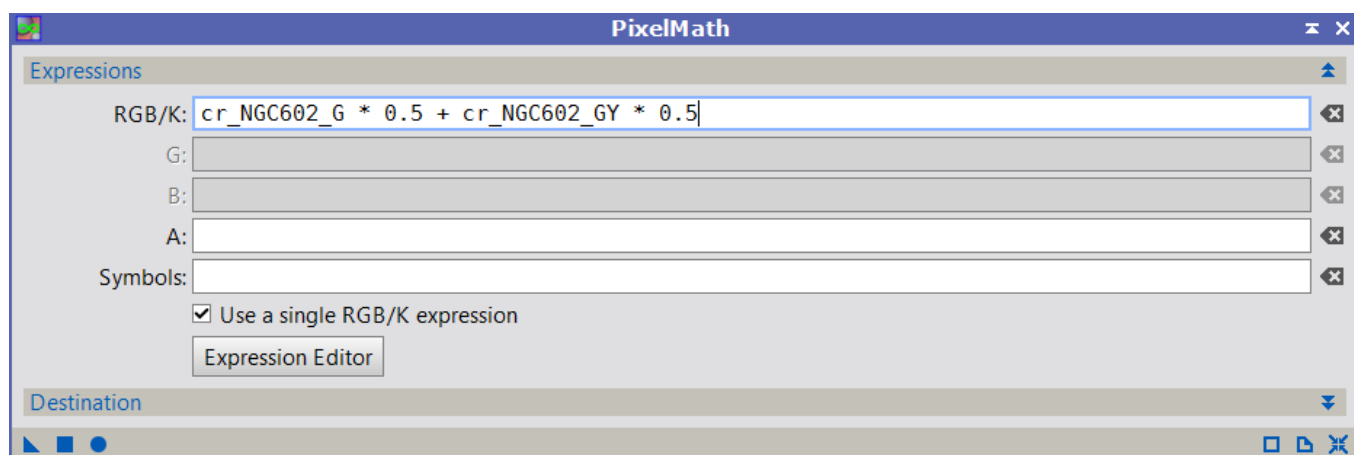 PixelMath
Expressions
RGB/K: cr_NGC602_G * 0.5 + cr_NGC602_GY * 0.5
G:
B:
A:
Symbols:
Use a single RGB/K expression
Expression Editor
Destination